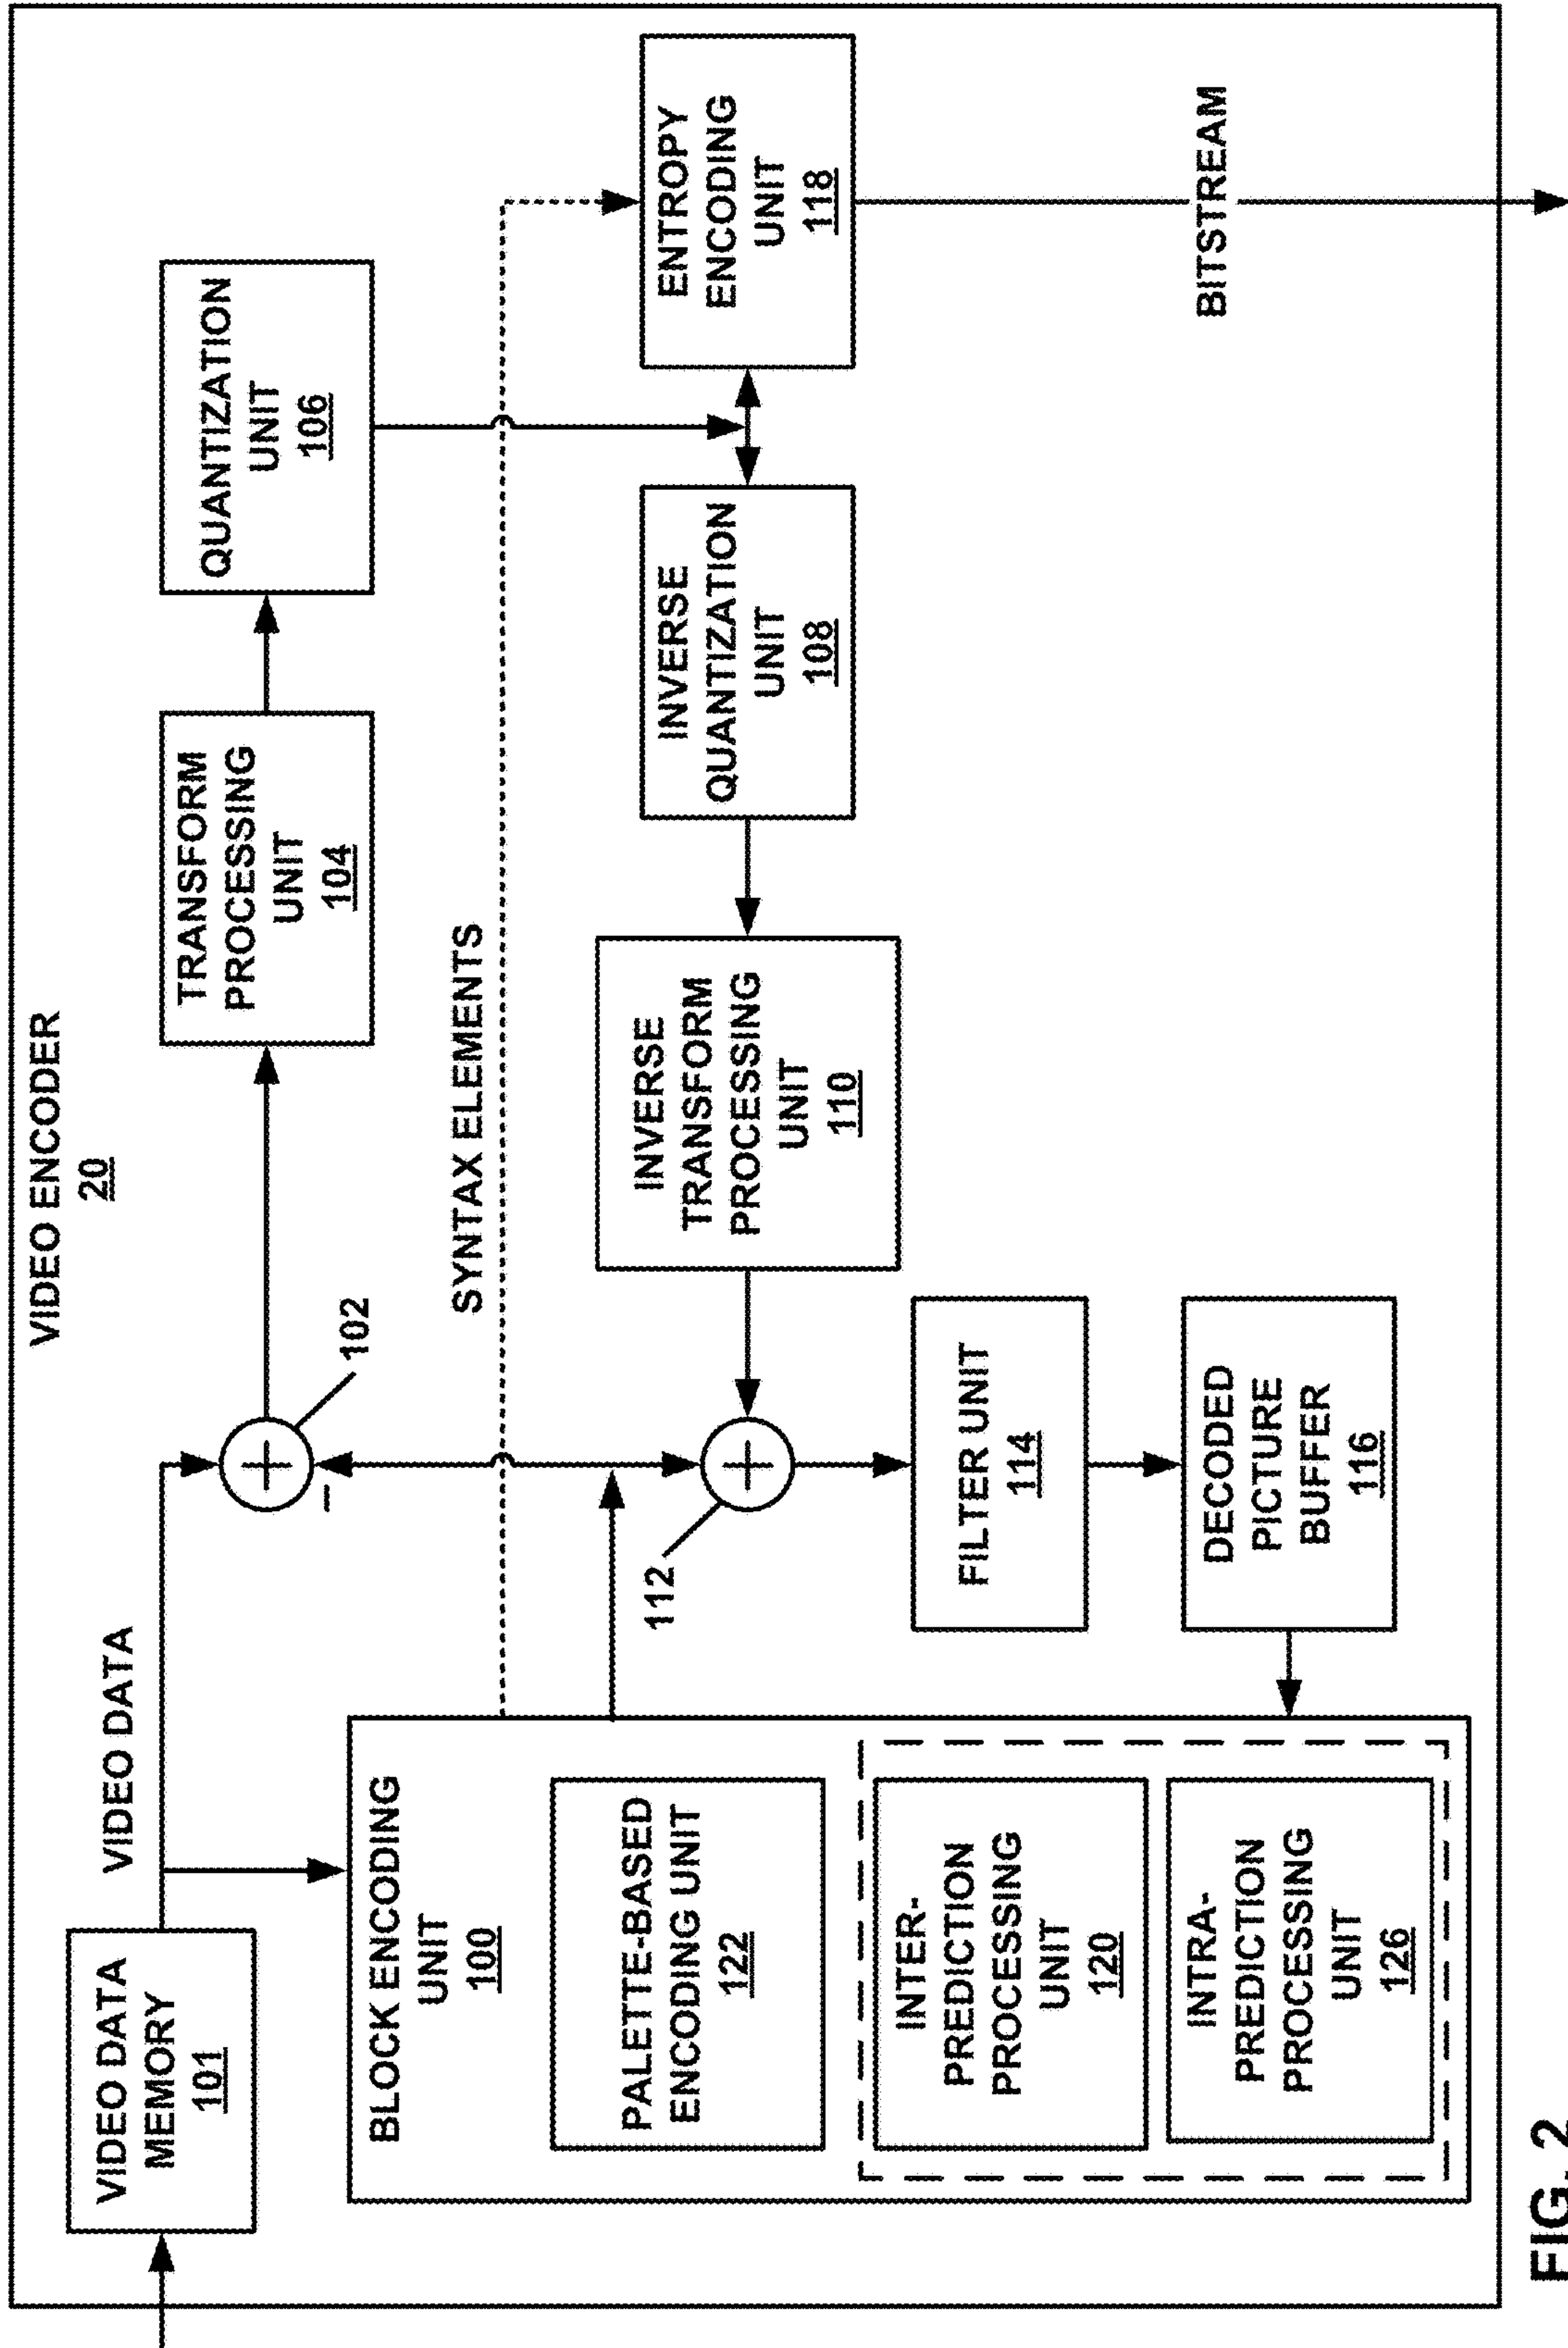 VIDEO ENCODER
20
VIDEO DATA
MEMORY
101
VIDEO DATA
102
TRANSFORM
PROCESSING
UNIT
104
QUANTIZATION
UNIT
106
SYNTAX ELEMENTS
BLOCK ENCODING
UNIT
100
PALETTE-BASED
ENCODING UNIT
122
INTER-
PREDICTION
PROCESSING
UNIT
120
INTRA-
PREDICTION
PROCESSING
UNIT
126
112
INVERSE
TRANSFORM
PROCESSING
UNIT
110
INVERSE
QUANTIZATION
UNIT
108
ENTROPY
ENCODING
UNIT
118
FILTER UNIT
114
DECODED
PICTURE
BUFFER
116
BITSTREAM
FIG. 2